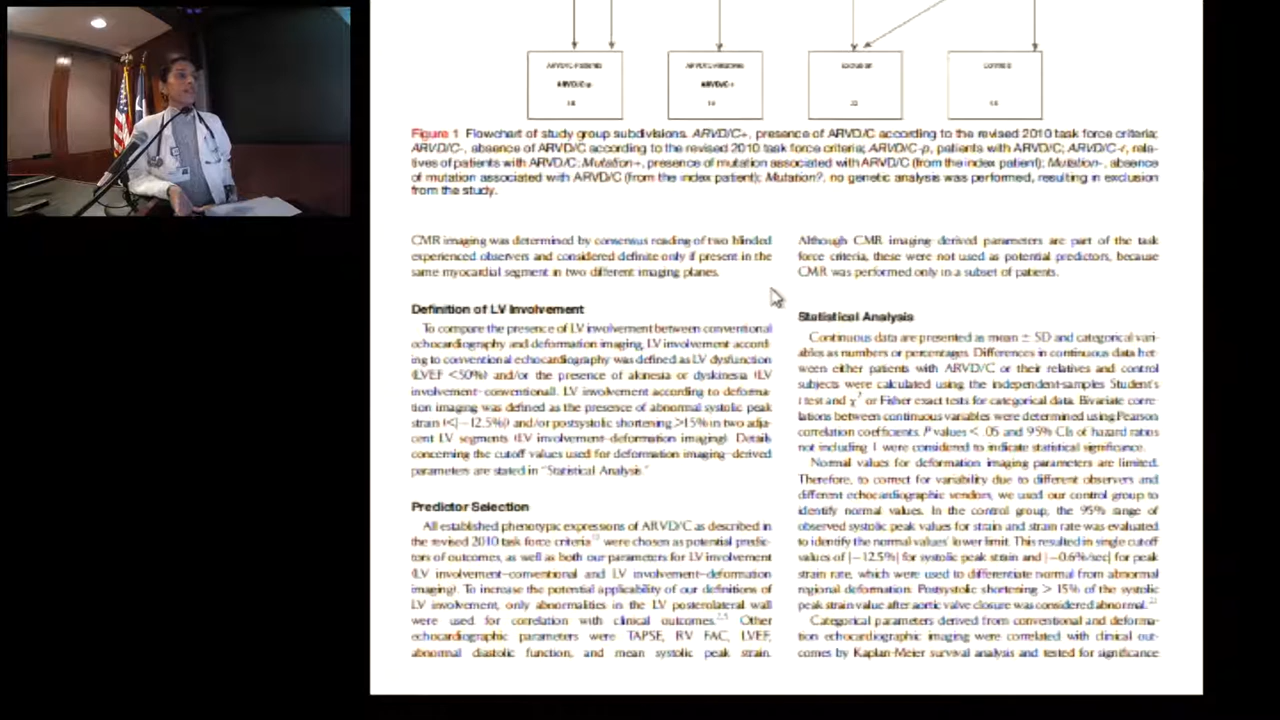 ARVD/C-p
ARVD/C-r
Figure 1 Flowchart of study group subdivisions. ARVD/C+, presence of ARVD/C according to the revised 2010 task force criteria;
ARVD/C-, absence of ARVD/C according to the revised 2010 task force criteria; ARVD/C-p, patients with ARVD/C; ARVD/C-r, rela-
tives of patients with ARVD/C; Mutation+, presence of mutation associated with ARVD/C (from the index patient); Mutation-, absence
of mutation associated with ARVD/C (from the index patient); Mutation?, no genetic analysis was performed, resulting in exclusion
from the study.
CMR imaging was determined by consensus reading of two blinded
experienced observers and considered definite only if present in the
same myocardial segment in two different imaging planes.
Definition of LV Involvement
To compare the presence of LV involvement between conventional
echocardiography and deformation imaging, LV involvement accord-
ing to conventional echocardiography was defined as LV dysfunction
(LVEF <50%) and/or the presence of akinesia or dyskinesia (LV
involvement–conventional). LV involvement according to deforma-
tion imaging was defined as the presence of abnormal systolic peak
strain (<|−12.5%|) and/or postsystolic shortening >15% in two adja-
cent LV segments (LV involvement–deformation imaging). Details
concerning the cutoff values used for deformation imaging–derived
parameters are stated in "Statistical Analysis."
Predictor Selection
All established phenotypic expressions of ARVD/C as described in
the revised 2010 task force criteria were chosen as potential predic-
tors of outcomes, as well as both our parameters for LV involvement
(LV involvement–conventional and LV involvement–deformation
imaging). To increase the potential applicability of our definitions of
LV involvement, only abnormalities in the LV posterolateral wall
were used for correlation with clinical outcomes. Other
echocardiographic parameters were TAPSE, RV FAC, LVEF,
abnormal diastolic function, and mean systolic peak strain.
Although CMR imaging derived parameters are part of the task
force criteria, these were not used as potential predictors, because
CMR was performed only in a subset of patients.
Statistical Analysis
Continuous data are presented as mean ± SD and categorical vari-
ables as numbers or percentages. Differences in continuous data bet-
ween either patients with ARVD/C or their relatives and control
subjects were calculated using the independent-samples Student's
t test and χ² or Fisher exact tests for categorical data. Bivariate corre-
lations between continuous variables were determined using Pearson
correlation coefficients. P values < .05 and 95% CIs of hazard ratios
not including 1 were considered to indicate statistical significance.
Normal values for deformation imaging parameters are limited.
Therefore, to correct for variability due to different observers and
different echocardiographic vendors, we used our control group to
identify normal values. In the control group, the 95% range of
observed systolic peak values for strain and strain rate was evaluated
to identify the normal values' lower limit. This resulted in single cutoff
values of |−12.5%| for systolic peak strain and |−0.6%/sec| for peak
strain rate, which were used to differentiate normal from abnormal
regional deformation. Postsystolic shortening > 15% of the systolic
peak strain value after aortic valve closure was considered abnormal.
Categorical parameters derived from conventional and deforma-
tion echocardiographic imaging were correlated with clinical out-
comes by Kaplan-Meier survival analysis and tested for significance